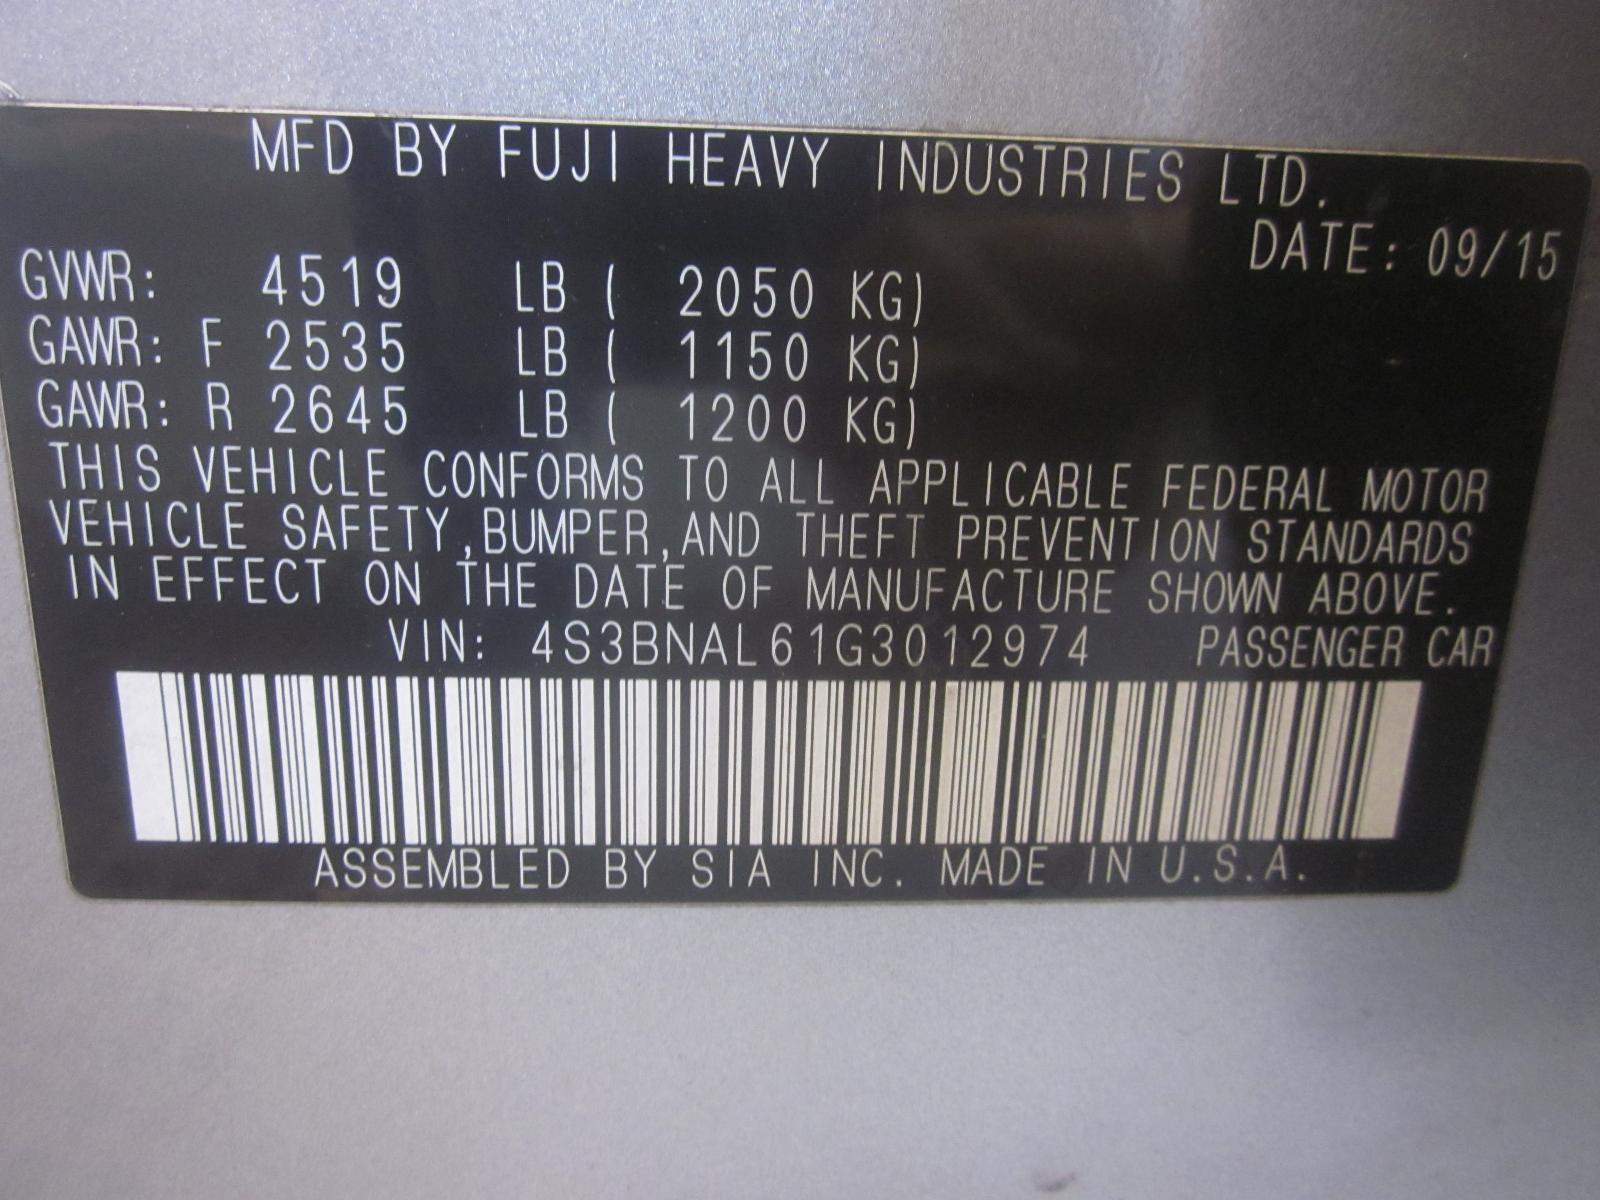 MFD BY FUJI HEAVY INDUSTRIES LTD.
DATE: 09/15
GVWR: 4519 LB ( 2050 KG)
GAWR: F 2535 LB ( 1150 KG)
GAWR: R 2645 LB ( 1200 KG)
THIS VEHICLE CONFORMS TO ALL APPLICABLE FEDERAL MOTOR
VEHICLE SAFETY,BUMPER,AND THEFT PREVENTION STANDARDS
IN EFFECT ON THE DATE OF MANUFACTURE SHOWN ABOVE.
VIN: 4S3BNAL61G3012974 PASSENGER CAR
ASSEMBLED BY SIA INC. MADE IN U.S.A.